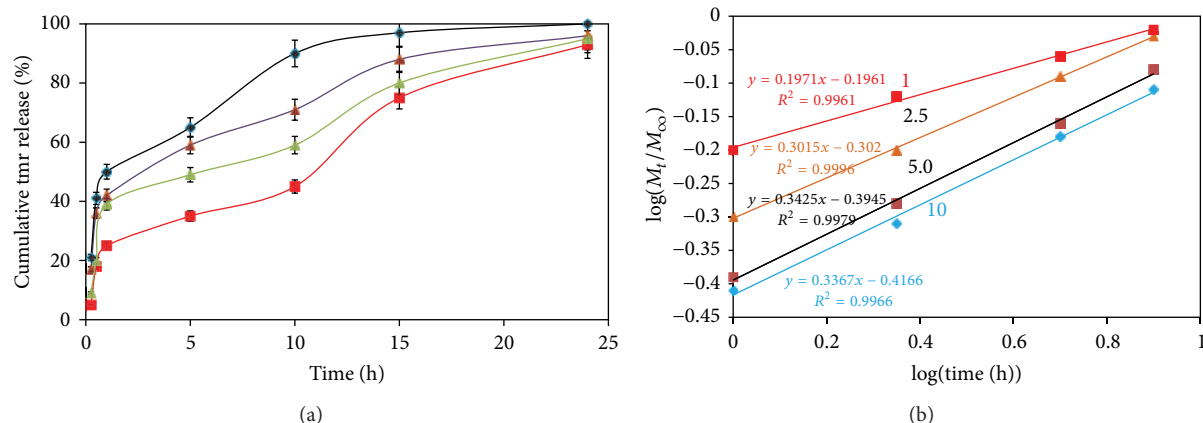 100
80
60
40
20
0
Cumulative tmr release (%)
0
5
10
15
20
25
Time (h)
(a)
−0
−0.05
−0.1
−0.15
−0.2
−0.25
−0.3
−0.35
−0.4
−0.45
log(M_t/M_∞)
y = 0.1971x − 0.1961
R² = 0.9961
1
2.5
y = 0.3015x − 0.302
R² = 0.9996
5.0
y = 0.3425x − 0.3945
R² = 0.9979
10
y = 0.3367x − 0.4166
R² = 0.9966
0
0.2
0.4
0.6
0.8
1
log(time (h))
(b)